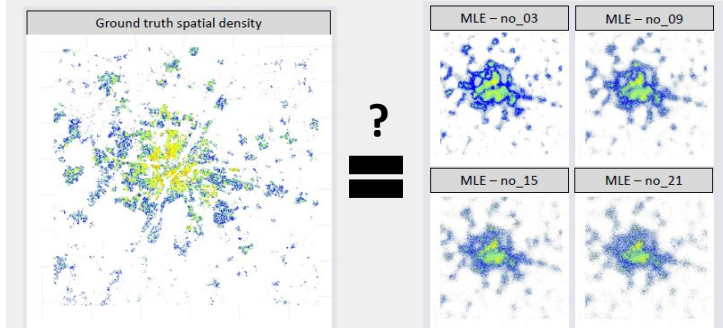 Ground truth spatial density
?
MLE – no_03
MLE – no_09
MLE – no_15
MLE – no_21